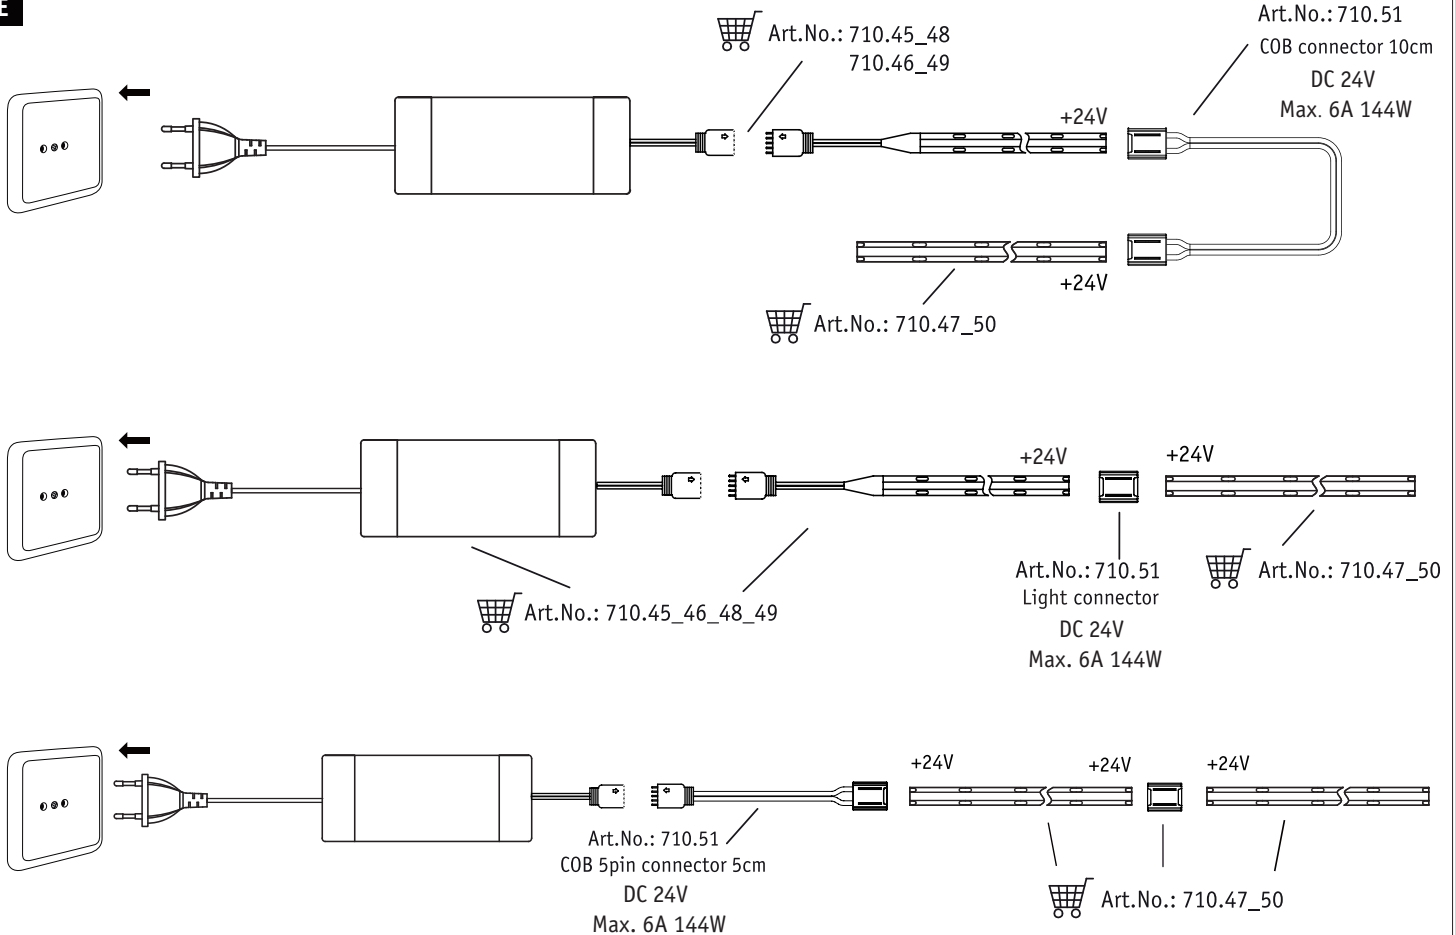 E
Art.No.: 710.45_48
710.46_49
Art.No.: 710.51
COB connector 10cm
DC 24V
Max. 6A 144W
+24V
+24V
Art.No.: 710.47_50
+24V
+24V
Art.No.: 710.45_46_48_49
Art.No.: 710.51
Light connector
DC 24V
Max. 6A 144W
Art.No.: 710.47_50
+24V
+24V
+24V
Art.No.: 710.51
COB 5pin connector 5cm
DC 24V
Max. 6A 144W
Art.No.: 710.47_50